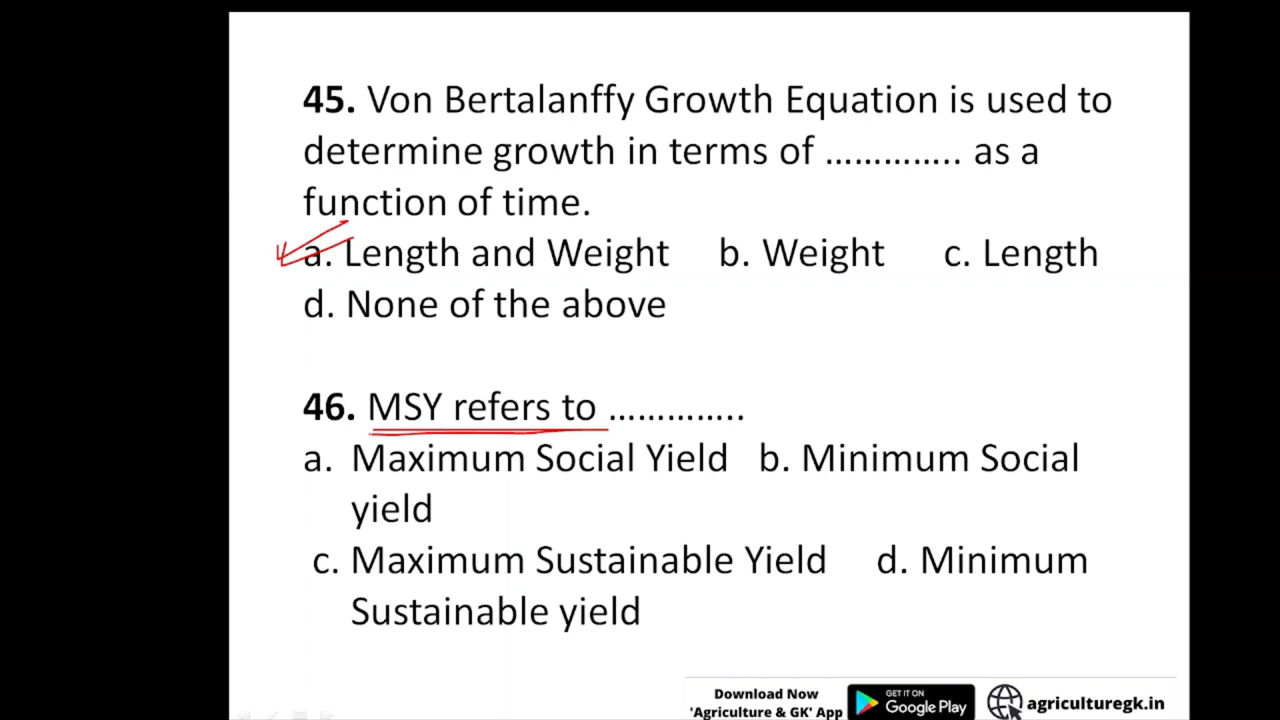 45. Von Bertalanffy Growth Equation is used to
determine growth in terms of ………….. as a
function of time.
a. Length and Weight b. Weight c. Length
d. None of the above
46. MSY refers to …………..
a. Maximum Social Yield b. Minimum Social
yield
c. Maximum Sustainable Yield d. Minimum
Sustainable yield
Download Now
'Agriculture & GK' App
GET IT ON
Google Play
agriculturegk.in